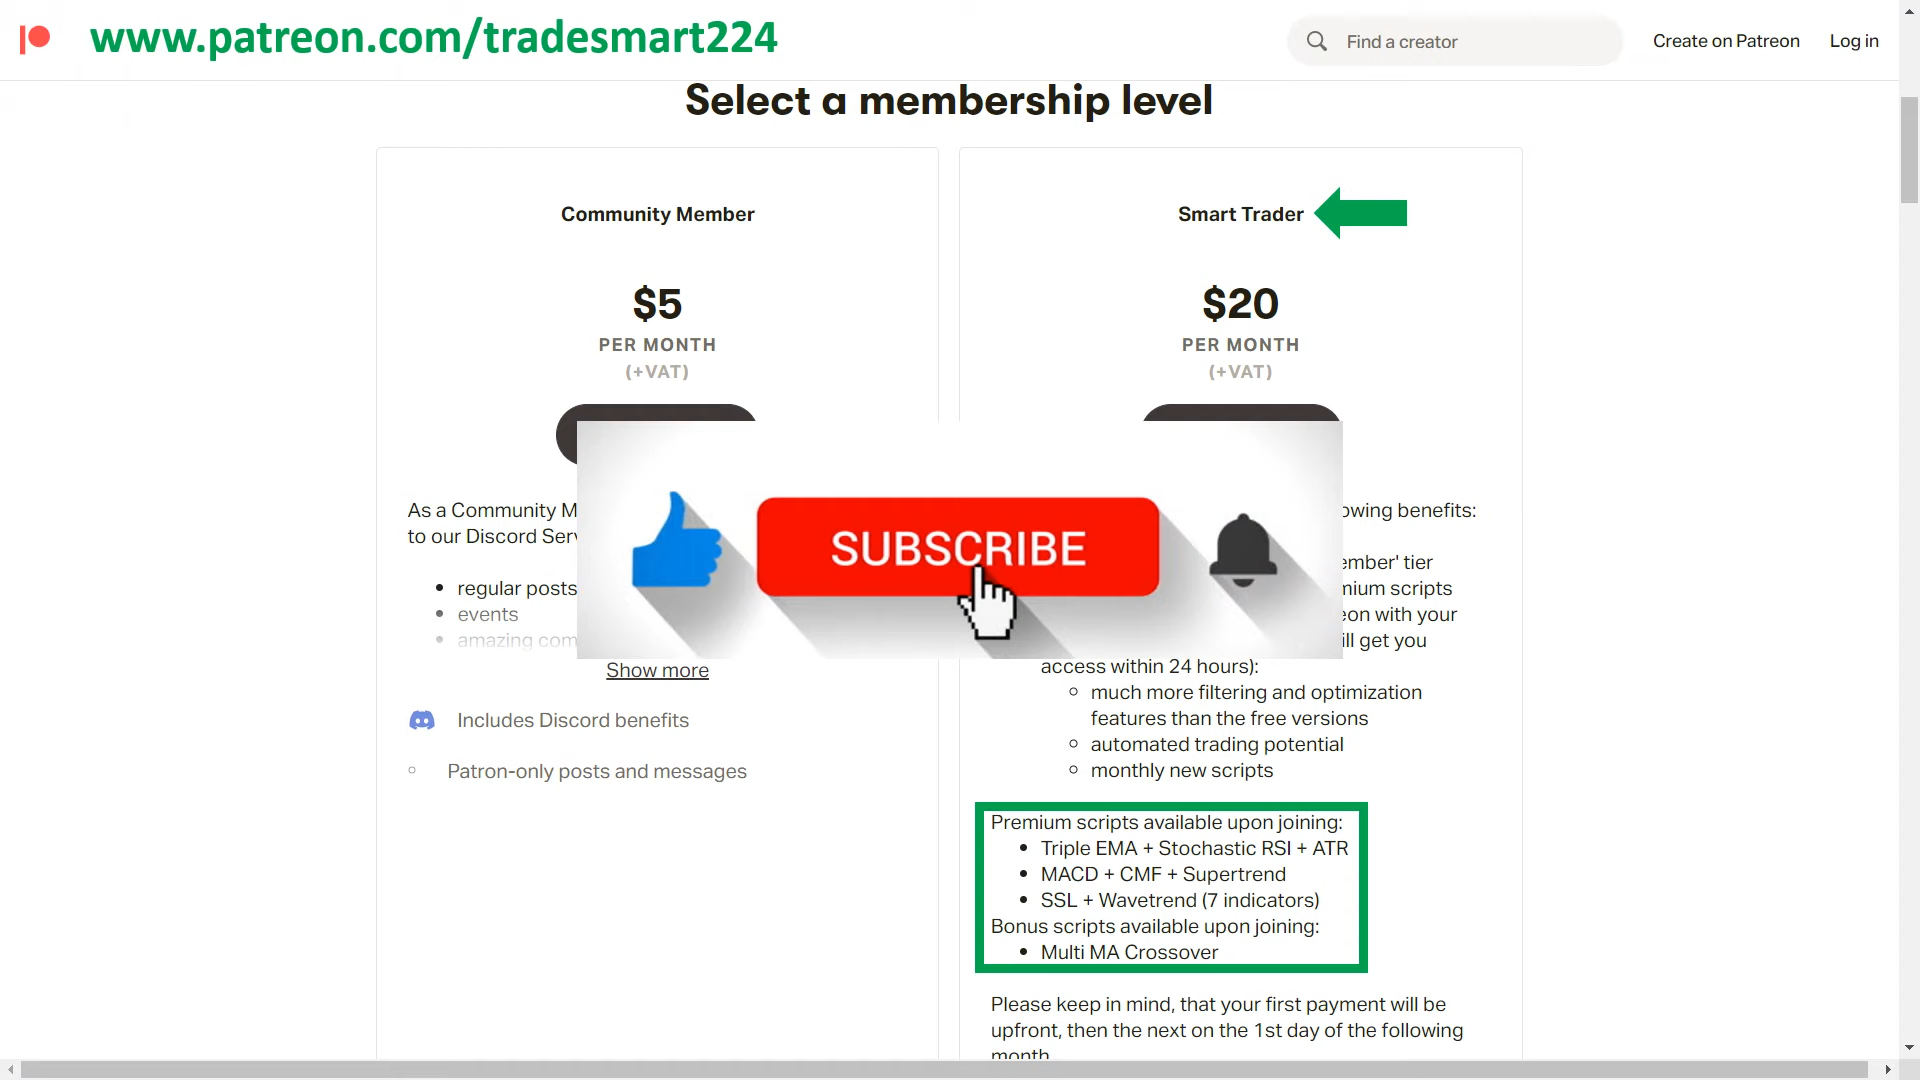 www.patreon.com/tradesmart224
Find a creator
Create on Patreon
Log in
Select a membership level
Community Member
$5
PER MONTH
(+VAT)
As a Community M
to our Discord Serv
• regular posts
• events
• amazing com
Show more
Includes Discord benefits
Patron-only posts and messages
SUBSCRIBE
Smart Trader
$20
PER MONTH
(+VAT)
owing benefits:
ember' tier
mium scripts
eon with your
ill get you
access within 24 hours):
much more filtering and optimization
features than the free versions
automated trading potential
monthly new scripts
Premium scripts available upon joining:
• Triple EMA + Stochastic RSI + ATR
• MACD + CMF + Supertrend
• SSL + Wavetrend (7 indicators)
Bonus scripts available upon joining:
• Multi MA Crossover
Please keep in mind, that your first payment will be
upfront, then the next on the 1st day of the following
month